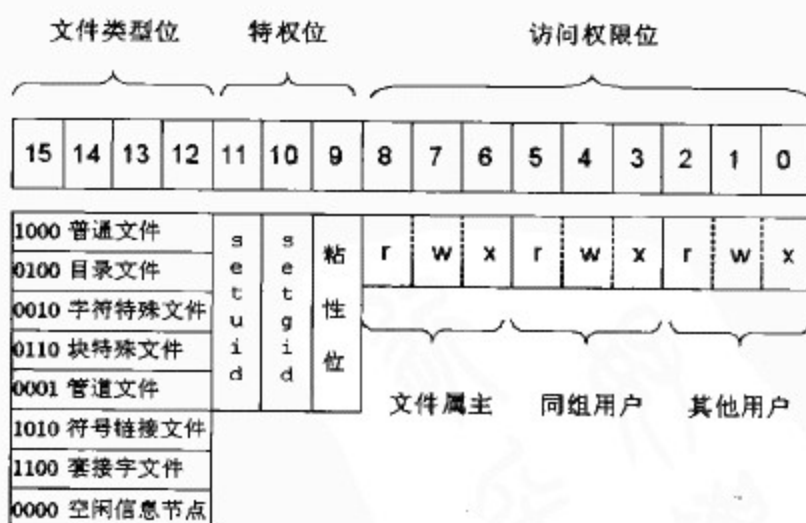 文件类型位 特权位 访问权限位
15 14 13 12 11 10 9 8 7 6 5 4 3 2 1 0
1000 普通文件
0100 目录文件
0010 字符特殊文件
0110 块特殊文件
0001 管道文件
1010 符号链接文件
1100 套接字文件
0000 空闲信息节点
setuid
setgid
粘性位
r w x r w x r w x
文件属主 同组用户 其他用户